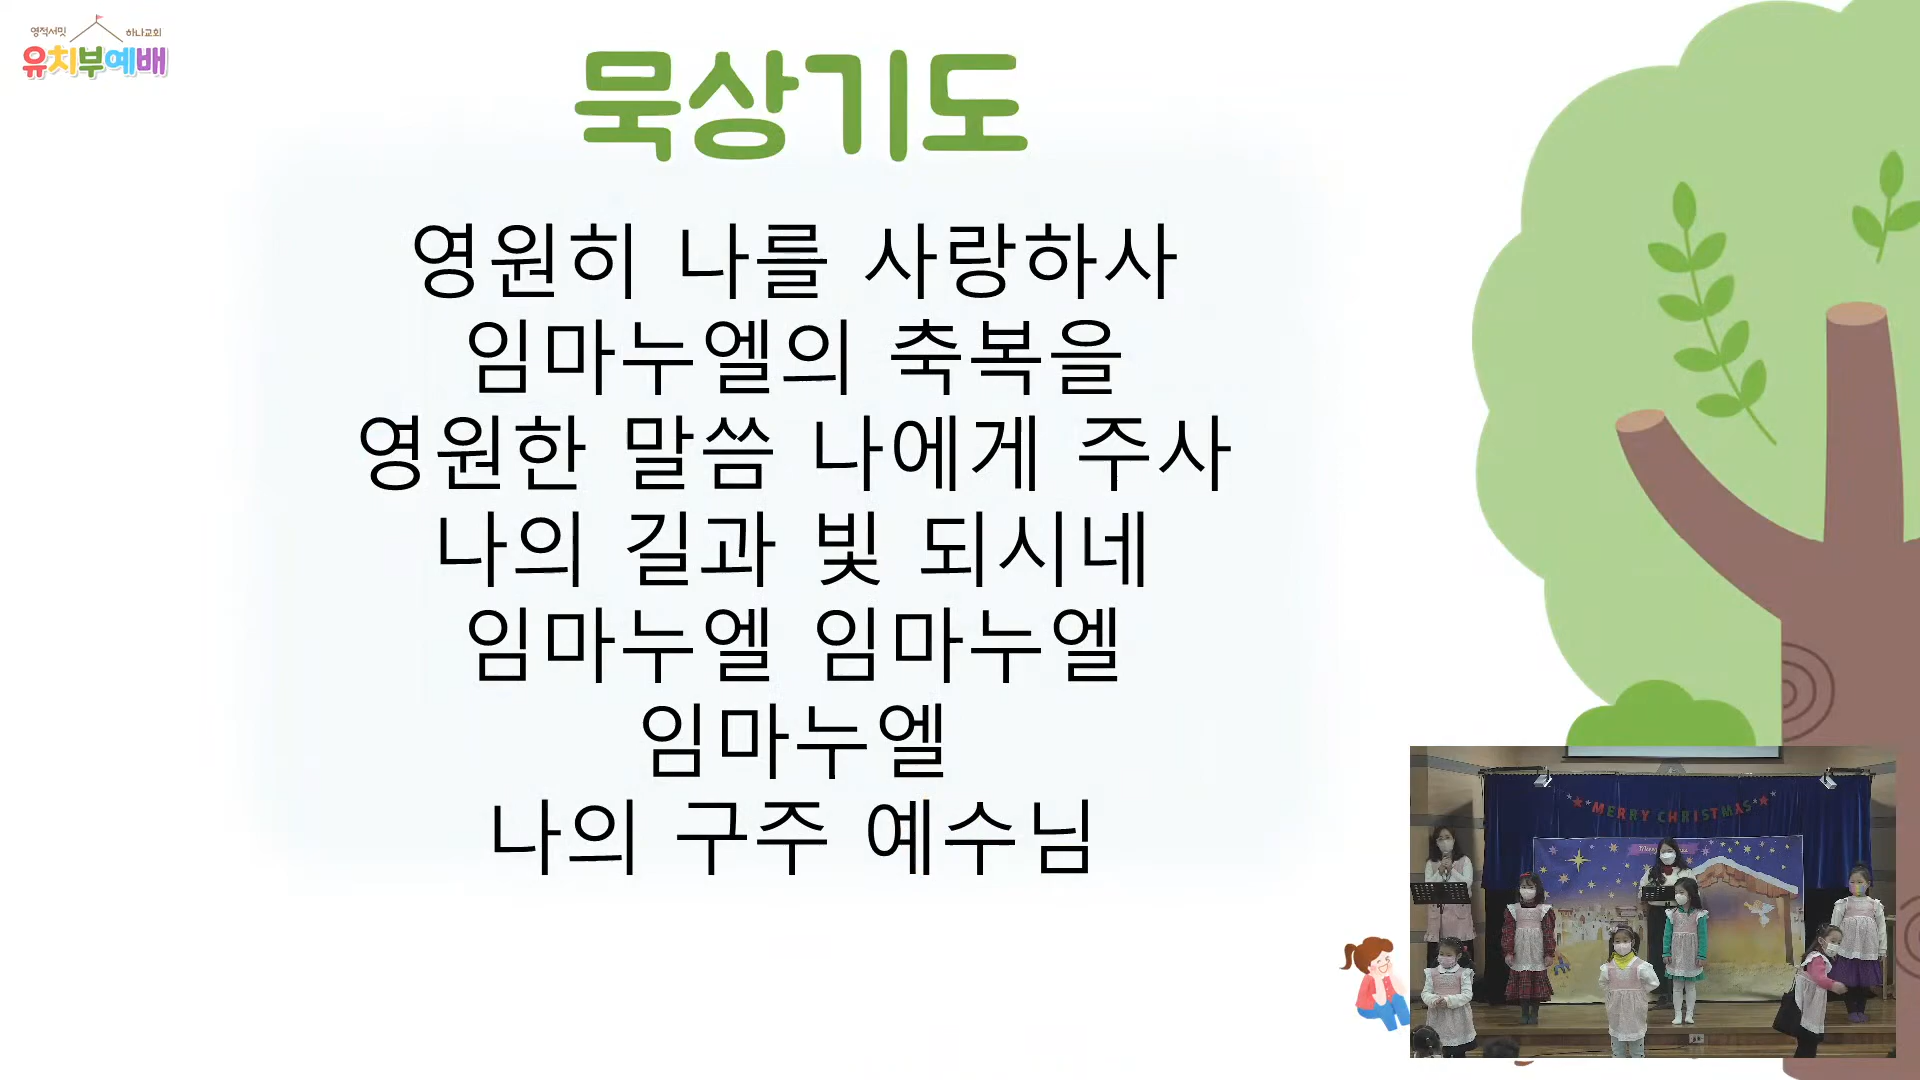 영적서밋 하나교회
유치부예배
묵상기도
영원히 나를 사랑하사
임마누엘의 축복을
영원한 말씀 나에게 주사
나의 길과 빛 되시네
임마누엘 임마누엘
임마누엘
나의 구주 예수님
MERRY CHRISTMAS